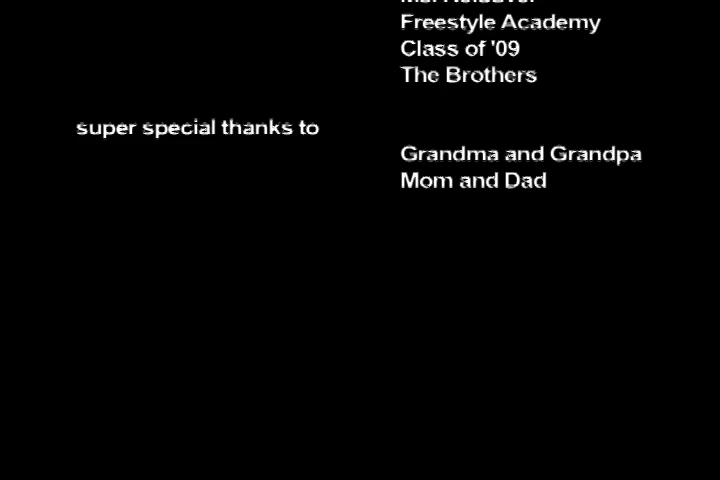 Freestyle Academy
Class of '09
The Brothers
super special thanks to
Grandma and Grandpa
Mom and Dad